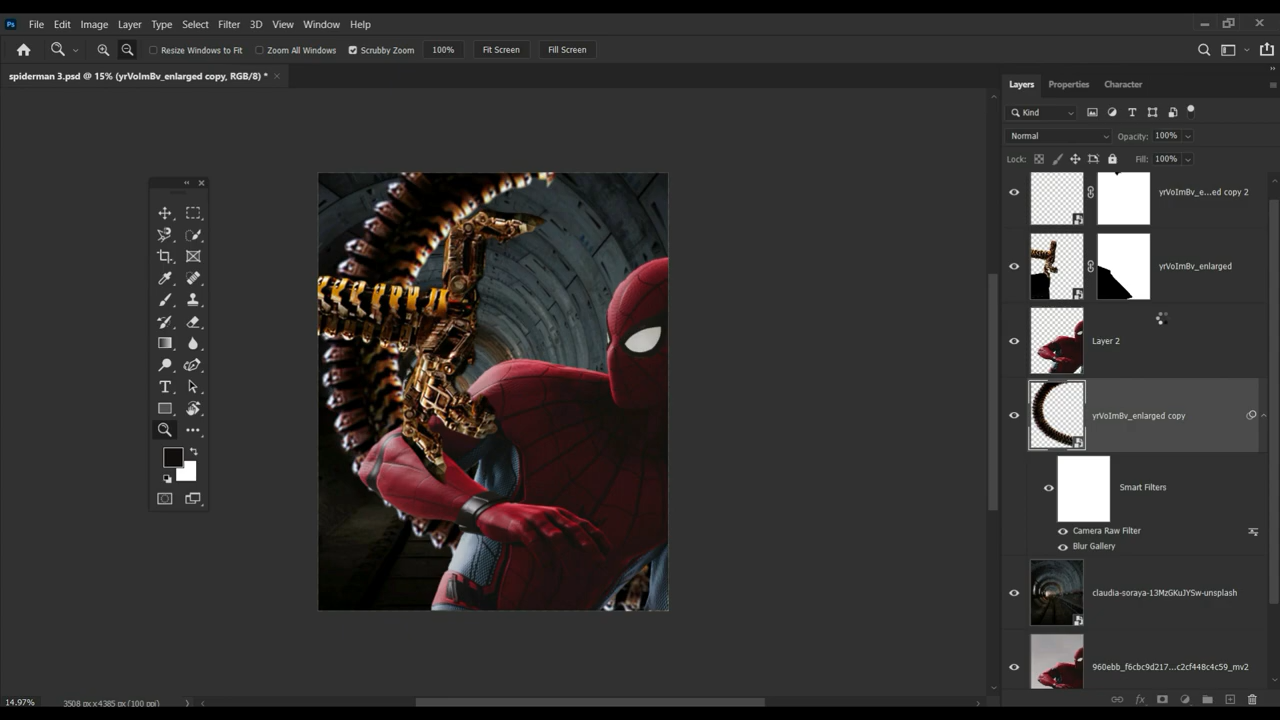 Ps File Edit Image Layer Type Select Filter 3D View Window Help
Resize Windows to Fit Zoom All Windows Scrubby Zoom 100% Fit Screen Fill Screen
spiderman 3.psd @ 15% (yrVoImBv_enlarged copy, RGB/8) *
Layers Properties Character
Kind
Normal Opacity: 100%
Lock: Fill: 100%
yrVoImBv_e...ed copy 2
yrVoImBv_enlarged
Layer 2
yrVoImBv_enlarged copy
Smart Filters
Camera Raw Filter
Blur Gallery
claudia-soraya-13MzGKuJYSw-unsplash
960ebb_f6cbc9d217...c2cf448c4c59_mv2
14.97% 3508 px x 4385 px (100 ppi)